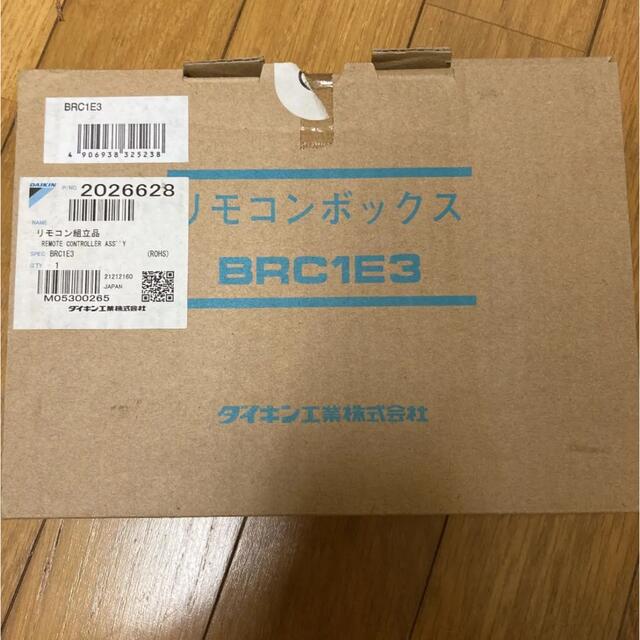 BRC1E3
4 906938 325238
DAIKIN
P/NO. 2026628
NAME
リモコン組立品
REMOTE CONTROLLER ASS'Y
SPEC BRC1E3 (ROHS)
Q'TY 1
21212160
JAPAN
M05300265
ダイキン工業株式会社
リモコンボックス
BRC1E3
ダイキン工業株式会社